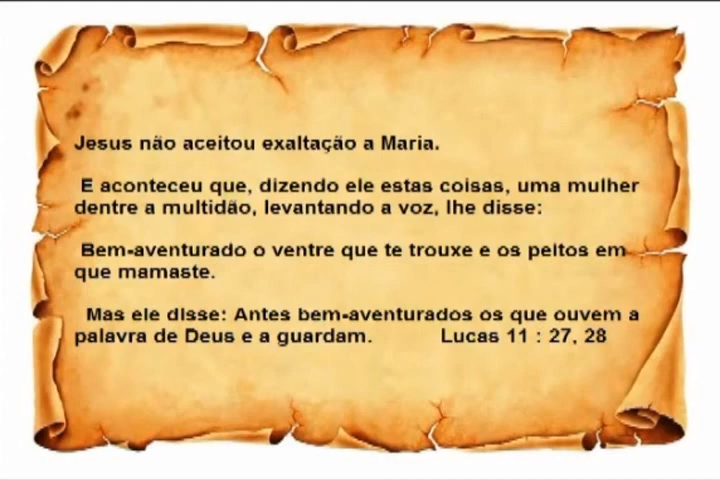 Jesus não aceitou exaltação a Maria.
E aconteceu que, dizendo ele estas coisas, uma mulher
dentre a multidão, levantando a voz, lhe disse:
Bem-aventurado o ventre que te trouxe e os peitos em
que mamaste.
Mas ele disse: Antes bem-aventurados os que ouvem a
palavra de Deus e a guardam. Lucas 11 : 27, 28